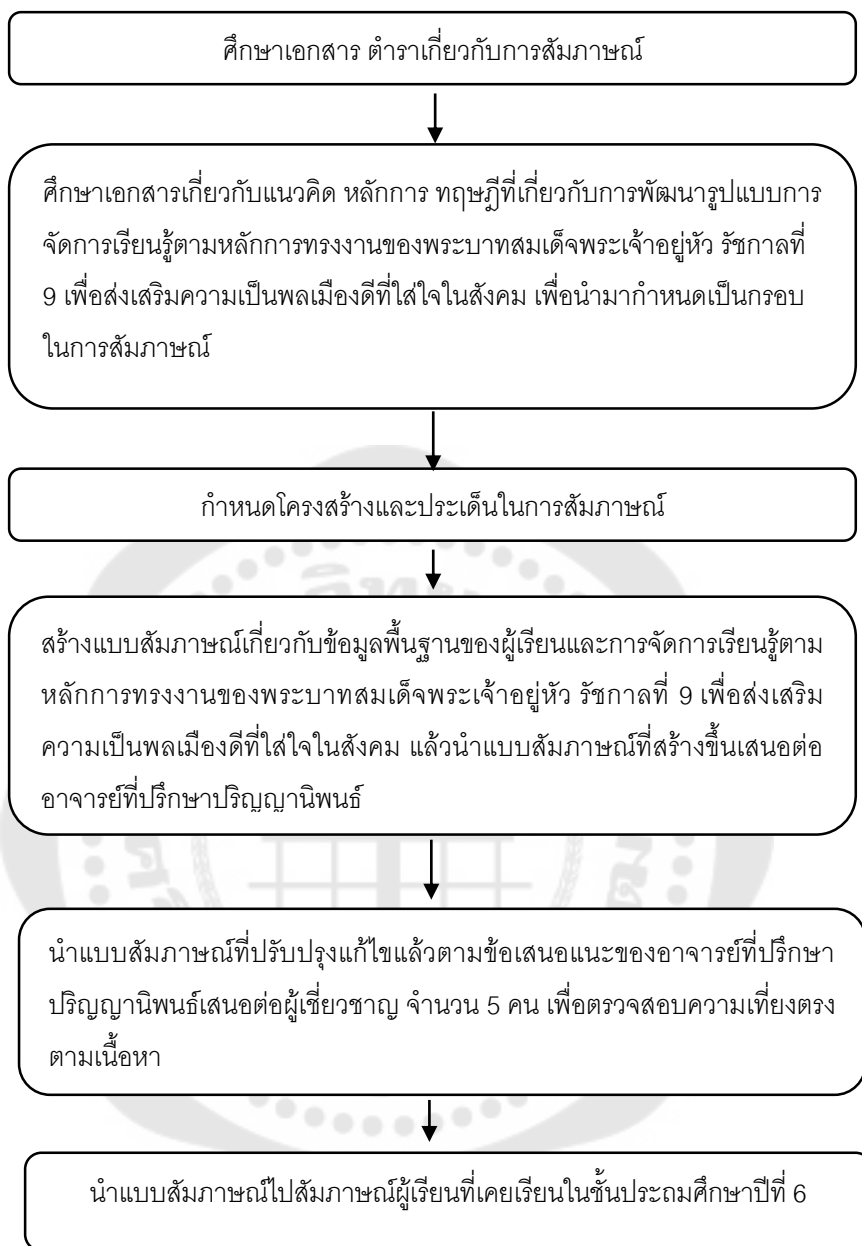 ศึกษาเอกสาร ตำราเกี่ยวกับการสัมภาษณ์
ศึกษาเอกสารเกี่ยวกับแนวคิด หลักการ ทฤษฎีที่เกี่ยวกับการพัฒนารูปแบบการ
จัดการเรียนรู้ตามหลักการทรงงานของพระบาทสมเด็จพระเจ้าอยู่หัว รัชกาลที่
9 เพื่อส่งเสริมความเป็นพลเมืองดีที่ใส่ใจในสังคม เพื่อนำมากำหนดเป็นกรอบ
ในการสัมภาษณ์
กำหนดโครงสร้างและประเด็นในการสัมภาษณ์
สร้างแบบสัมภาษณ์เกี่ยวกับข้อมูลพื้นฐานของผู้เรียนและการจัดการเรียนรู้ตาม
หลักการทรงงานของพระบาทสมเด็จพระเจ้าอยู่หัว รัชกาลที่ 9 เพื่อส่งเสริม
ความเป็นพลเมืองดีที่ใส่ใจในสังคม แล้วนำแบบสัมภาษณ์ที่สร้างขึ้นเสนอต่อ
อาจารย์ที่ปรึกษาปริญญานิพนธ์
นำแบบสัมภาษณ์ที่ปรับปรุงแก้ไขแล้วตามข้อเสนอแนะของอาจารย์ที่ปรึกษา
ปริญญานิพนธ์เสนอต่อผู้เชี่ยวชาญ จำนวน 5 คน เพื่อตรวจสอบความเที่ยงตรง
ตามเนื้อหา
นำแบบสัมภาษณ์ไปสัมภาษณ์ผู้เรียนที่เคยเรียนในชั้นประถมศึกษาปีที่ 6